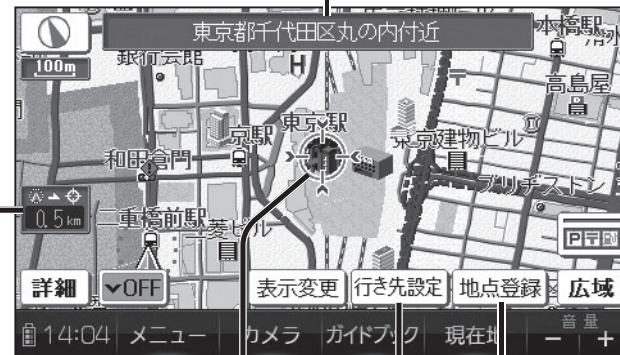 東京都千代田区丸の内付近
本橋駅
100m
銀行会館
高島屋
東京駅
京駅
東京建物ビル
和田倉門
ブリヂストン
0.5km
二重橋前駅
三菱ビル
詳細
OFF
表示変更
行き先設定
地点登録
広域
14:04
メニュー
カメラ
ガイドブック
現在地
音量
− +